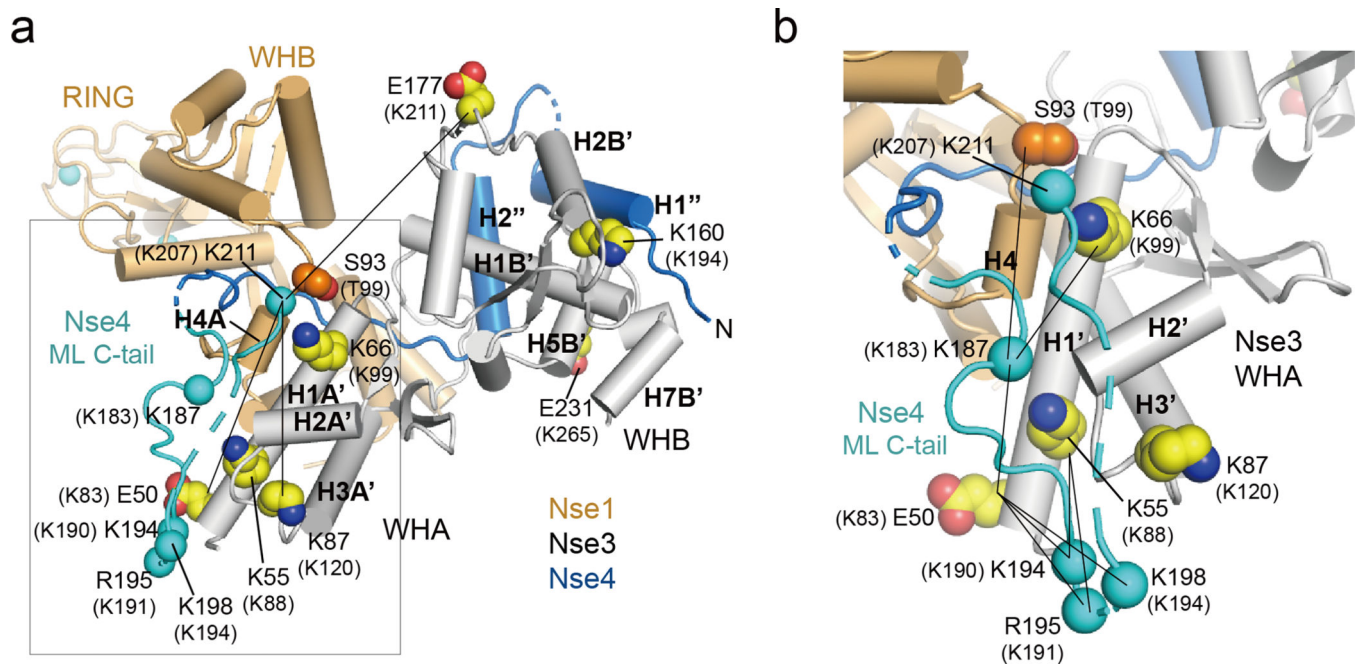 a
WHB
RING
E177
(K211)
H2B’
H2”
H1”
K160
(K194)
(K207) K211
S93
(T99)
H1B’
N
Nse4
ML C-tail
H4A
K66
(K99)
H5B’
H7B’
H1A’
H2A’
(K183) K187
E231
(K265)
WHB
H3A’
(K83) E50
(K190) K194
WHA
K87
(K120)
R195
(K191)
K198
(K194)
K55
(K88)
Nse1
Nse3
Nse4
b
S93 (T99)
(K207) K211
K66
(K99)
H4
(K183) K187
H1’
H2’
Nse3
WHA
Nse4
ML C-tail
H3’
(K83) E50
K87
(K120)
K55
(K88)
(K190) K194
K198
(K194)
R195
(K191)